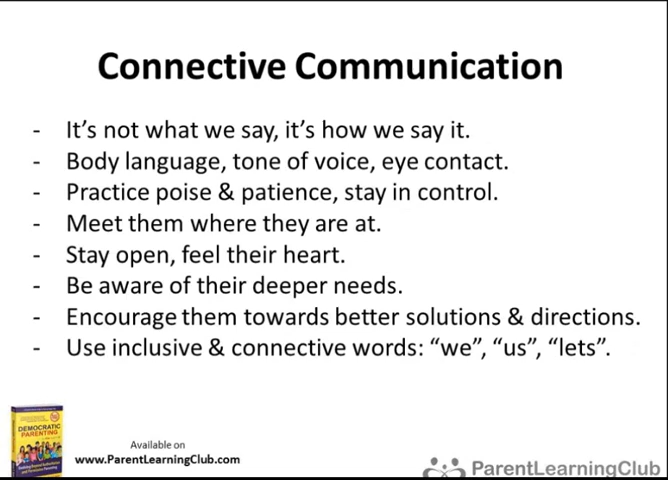 Connective Communication
- It's not what we say, it's how we say it.
- Body language, tone of voice, eye contact.
- Practice poise & patience, stay in control.
- Meet them where they are at.
- Stay open, feel their heart.
- Be aware of their deeper needs.
- Encourage them towards better solutions & directions.
- Use inclusive & connective words: “we”, “us”, “lets”.
DEMOCRATIC
PARENTING
Available on
www.ParentLearningClub.com
ParentLearningClub